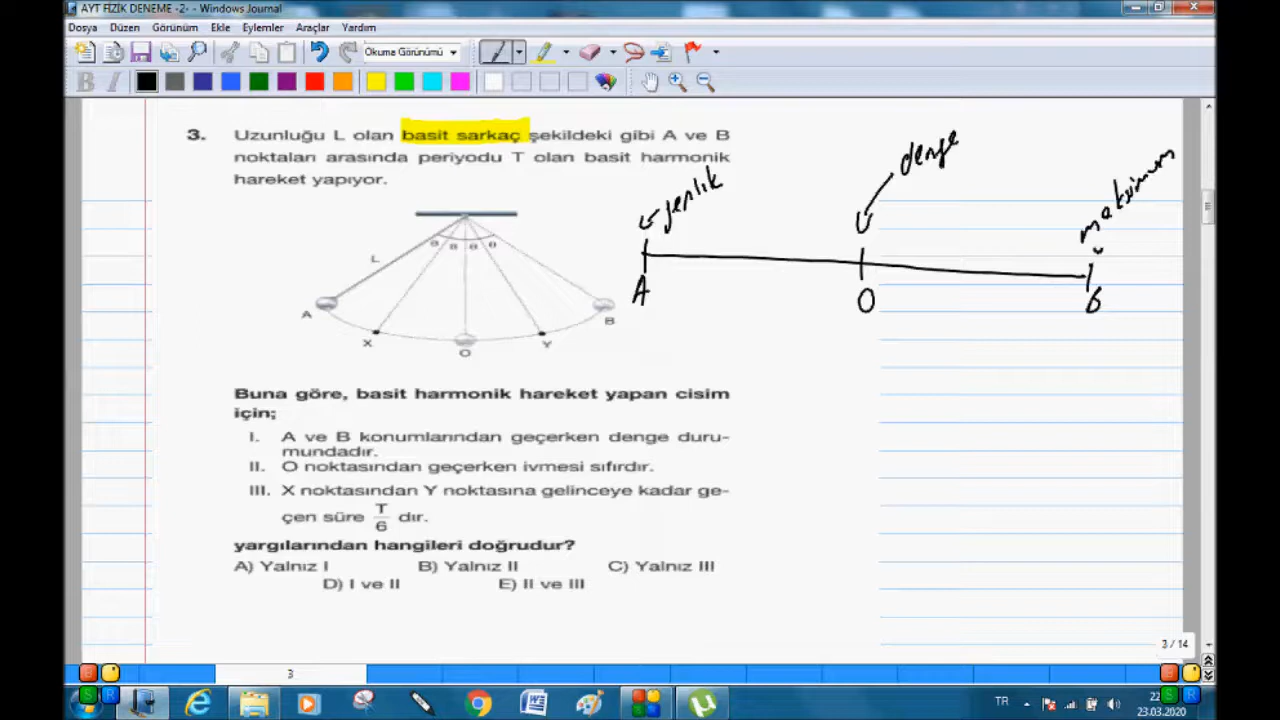 AYT FİZİK DENEME -2- - Windows Journal
Dosya Düzen Görünüm Ekle Eylemler Araçlar Yardım
Okuma Görünümü
B I
3. Uzunluğu L olan basit sarkaç şekildeki gibi A ve B
noktaları arasında periyodu T olan basit harmonik
hareket yapıyor.
denge
maksimum
L
θ θ θ θ
A
B
X
O
Y
A
O
B
Buna göre, basit harmonik hareket yapan cisim
için;
I. A ve B konumlarından geçerken denge duru-
mundadır.
II. O noktasından geçerken ivmesi sıfırdır.
III. X noktasından Y noktasına gelinceye kadar ge-
çen süre T/6 dır.
yargılarından hangileri doğrudur?
A) Yalnız I B) Yalnız II C) Yalnız III
D) I ve II E) II ve III
3 / 14
3
TR
23.03.2020